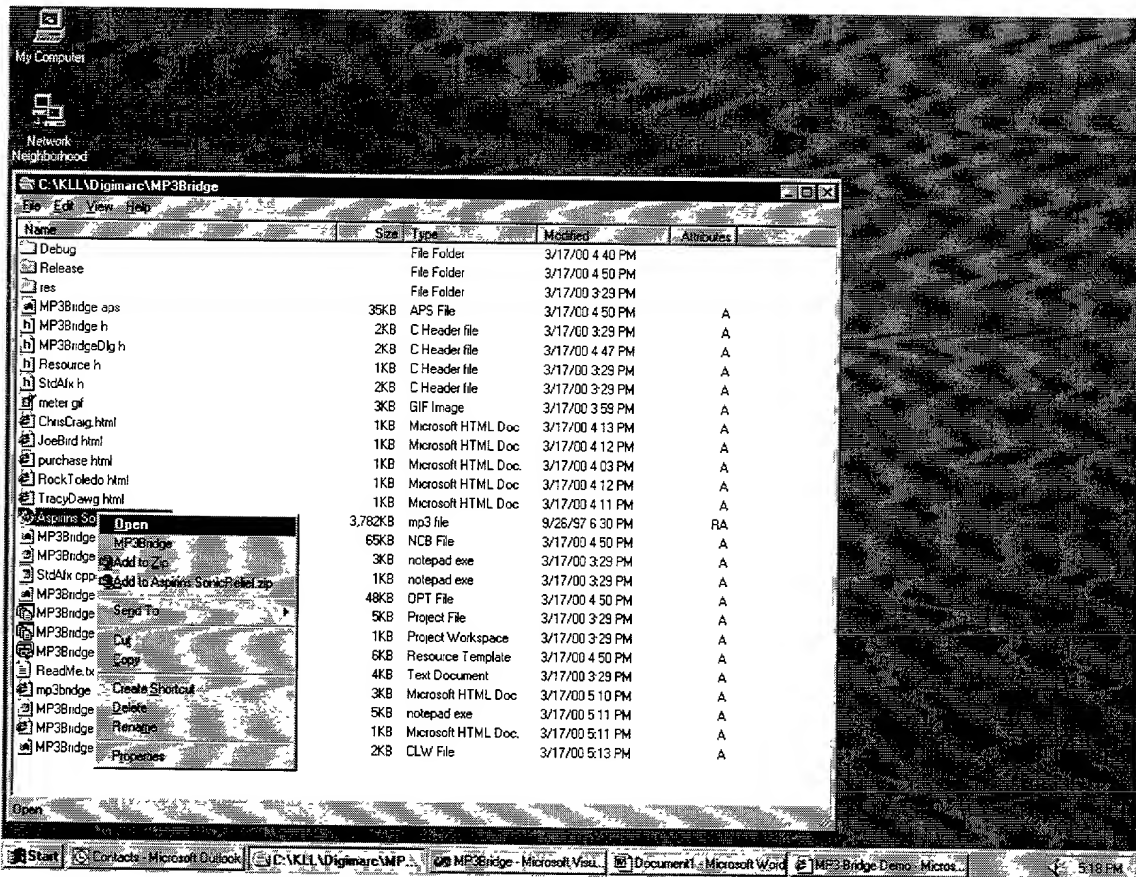 My Computer
Network
Neighborhood
C:\KLL\Digimarc\MP3Bridge
File Edit View Help
Name Size Type Modified Attributes
Debug File Folder 3/17/00 4 40 PM
Release File Folder 3/17/00 4 50 PM
res File Folder 3/17/00 3:29 PM
MP3Bridge aps 35KB APS File 3/17/00 4 50 PM A
MP3Bridge h 2KB C Header file 3/17/00 3:29 PM A
MP3BridgeDlg h 2KB C Header file 3/17/00 4 47 PM A
Resource h 1KB C Header file 3/17/00 3:29 PM A
StdAfx h 2KB C Header file 3/17/00 3:29 PM A
meter gif 3KB GIF Image 3/17/00 3 59 PM A
ChrisCraig.html 1KB Microsoft HTML Doc 3/17/00 4 13 PM A
JoeBird html 1KB Microsoft HTML Doc 3/17/00 4 12 PM A
purchase html 1KB Microsoft HTML Doc. 3/17/00 4 03 PM A
RockToledo html 1KB Microsoft HTML Doc 3/17/00 4 12 PM A
TracyDawg html 1KB Microsoft HTML Doc 3/17/00 4 11 PM A
Aspirins So 3,782KB mp3 file 9/26/97 6 30 PM RA
MP3Bridge 65KB NCB File 3/17/00 4 50 PM A
MP3Bridge 3KB notepad exe 3/17/00 3:29 PM A
StdAfx cpp 1KB notepad exe 3/17/00 3:29 PM A
MP3Bridge 48KB OPT File 3/17/00 4 50 PM A
MP3Bridge 5KB Project File 3/17/00 3:29 PM A
MP3Bridge 1KB Project Workspace 3/17/00 3:29 PM A
MP3Bridge 6KB Resource Template 3/17/00 4 50 PM A
ReadMe.tx 4KB Text Document 3/17/00 3:29 PM A
mp3bridge 3KB Microsoft HTML Doc 3/17/00 5 10 PM A
MP3Bridge 5KB notepad exe 3/17/00 5 11 PM A
MP3Bridge 1KB Microsoft HTML Doc. 3/17/00 5:11 PM A
MP3Bridge 2KB CLW File 3/17/00 5:13 PM A
Open
MP3Bridge
Add to Zip
Add to Aspirins SonicRelief.zip
Send To
Cut
Copy
Create Shortcut
Delete
Rename
Properties
Open
Start Contacts - Microsoft Outlook C:\KLL\Digimarc\MP... MP3Bridge - Microsoft Visu... Document1 - Microsoft Word MP3 Bridge Demo - Micros... 5:18 PM